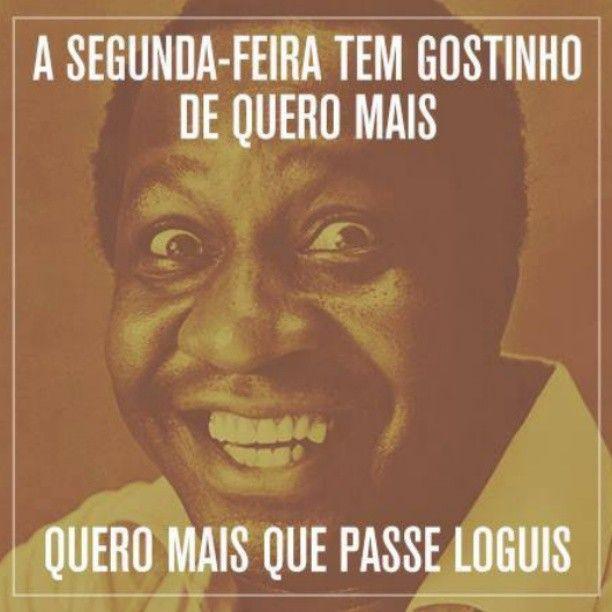 A SEGUNDA-FEIRA TEM GOSTINHO
DE QUERO MAIS
QUERO MAIS QUE PASSE LOGUIS